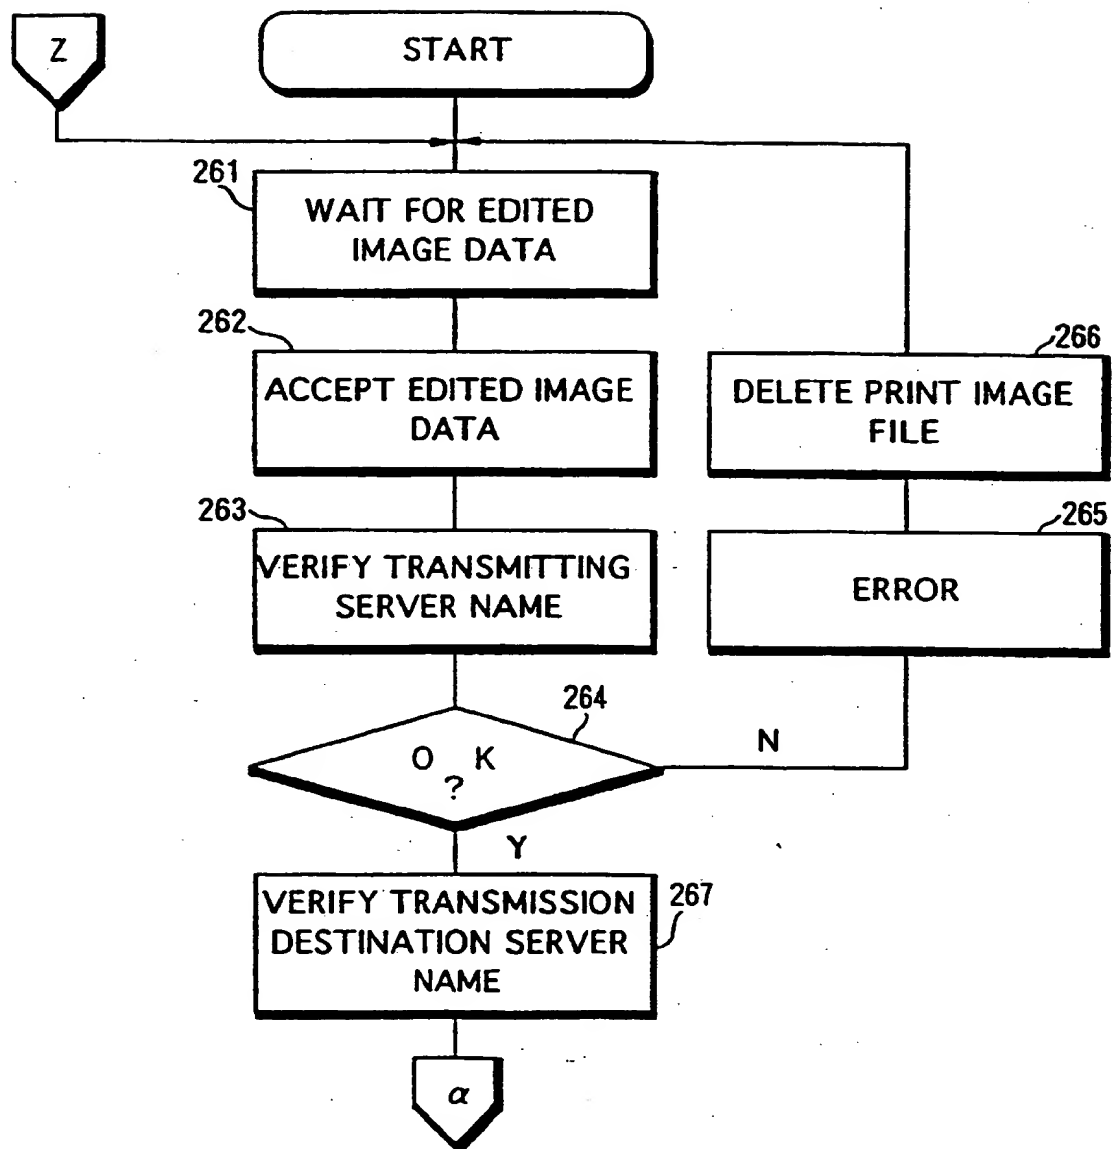 Z
START
261
WAIT FOR EDITED
IMAGE DATA
262
ACCEPT EDITED IMAGE
DATA
266
DELETE PRINT IMAGE
FILE
263
VERIFY TRANSMITTING
SERVER NAME
265
ERROR
264
O K
?
N
Y
267
VERIFY TRANSMISSION
DESTINATION SERVER
NAME
α